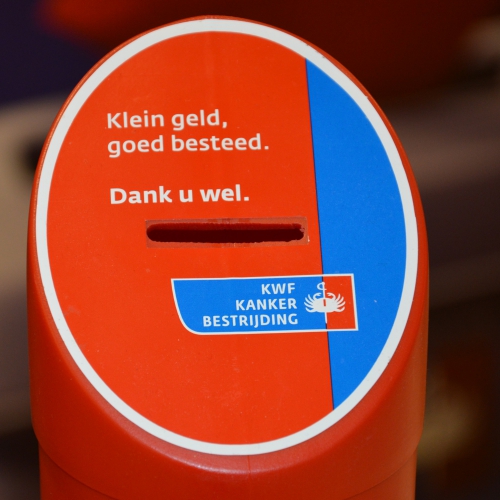 Klein geld,
goed besteed.
Dank u wel.
KWF
KANKER
BESTRIJDING